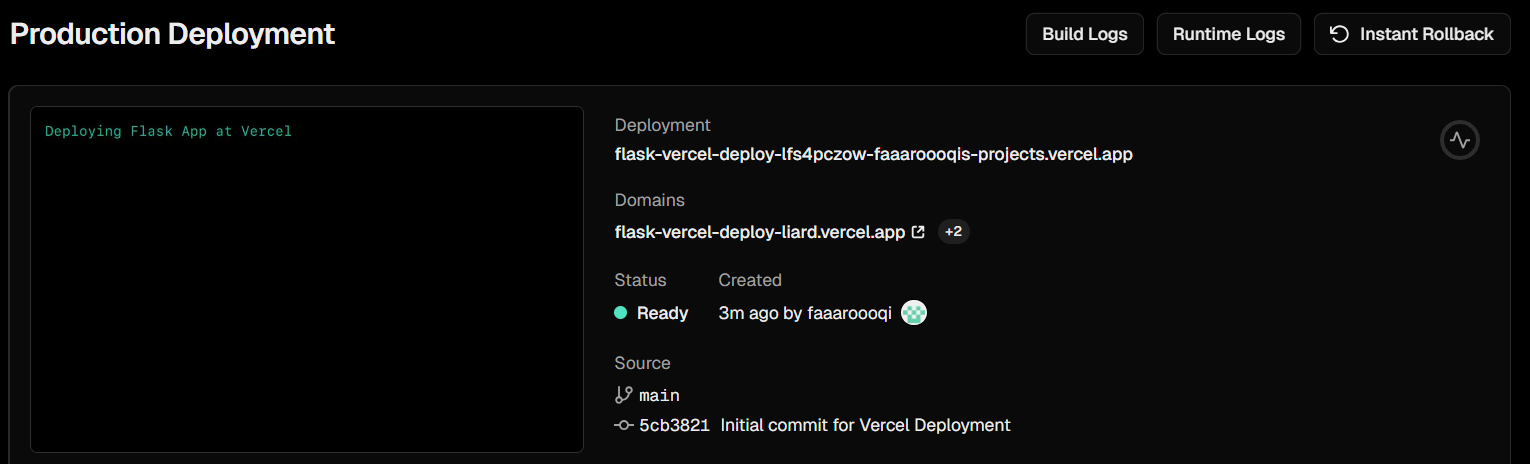 Production Deployment
Build Logs
Runtime Logs
Instant Rollback
Deploying Flask App at Vercel
Deployment
flask-vercel-deploy-lfs4pczow-faaaroooqis-projects.vercel.app
Domains
flask-vercel-deploy-liard.vercel.app +2
Status Created
Ready 3m ago by faaaroooqi
Source
main
5cb3821 Initial commit for Vercel Deployment